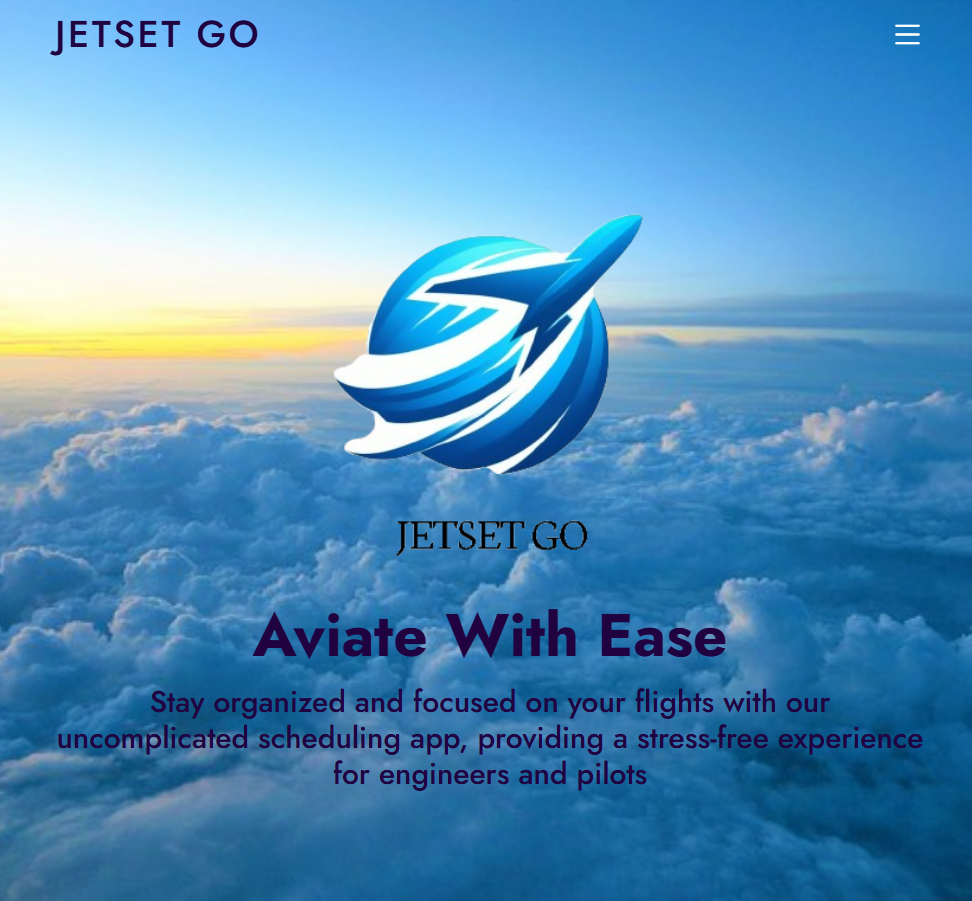 JETSET GO
JETSET GO
Aviate With Ease
Stay organized and focused on your flights with our
uncomplicated scheduling app, providing a stress-free experience
for engineers and pilots